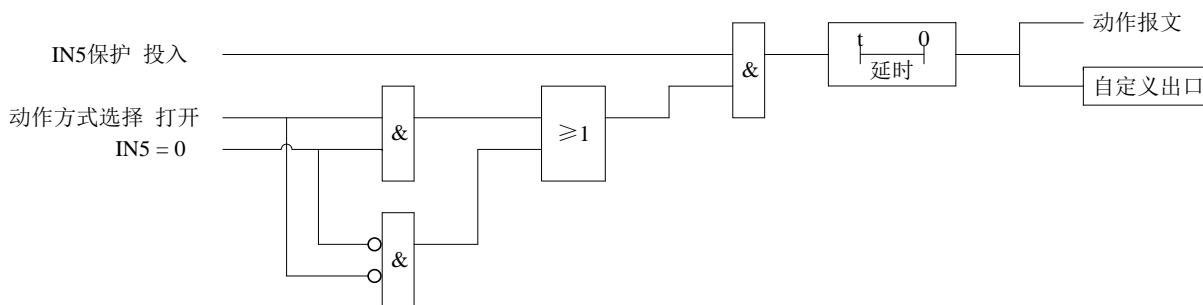 动作报文
IN5保护 投入
&
t 0
延时
自定义出口
动作方式选择 打开
IN5 = 0
&
≥1
&